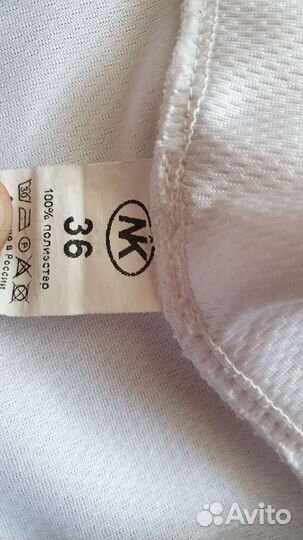 МК
36
100% полиэстер
30 P
о в России
Avito